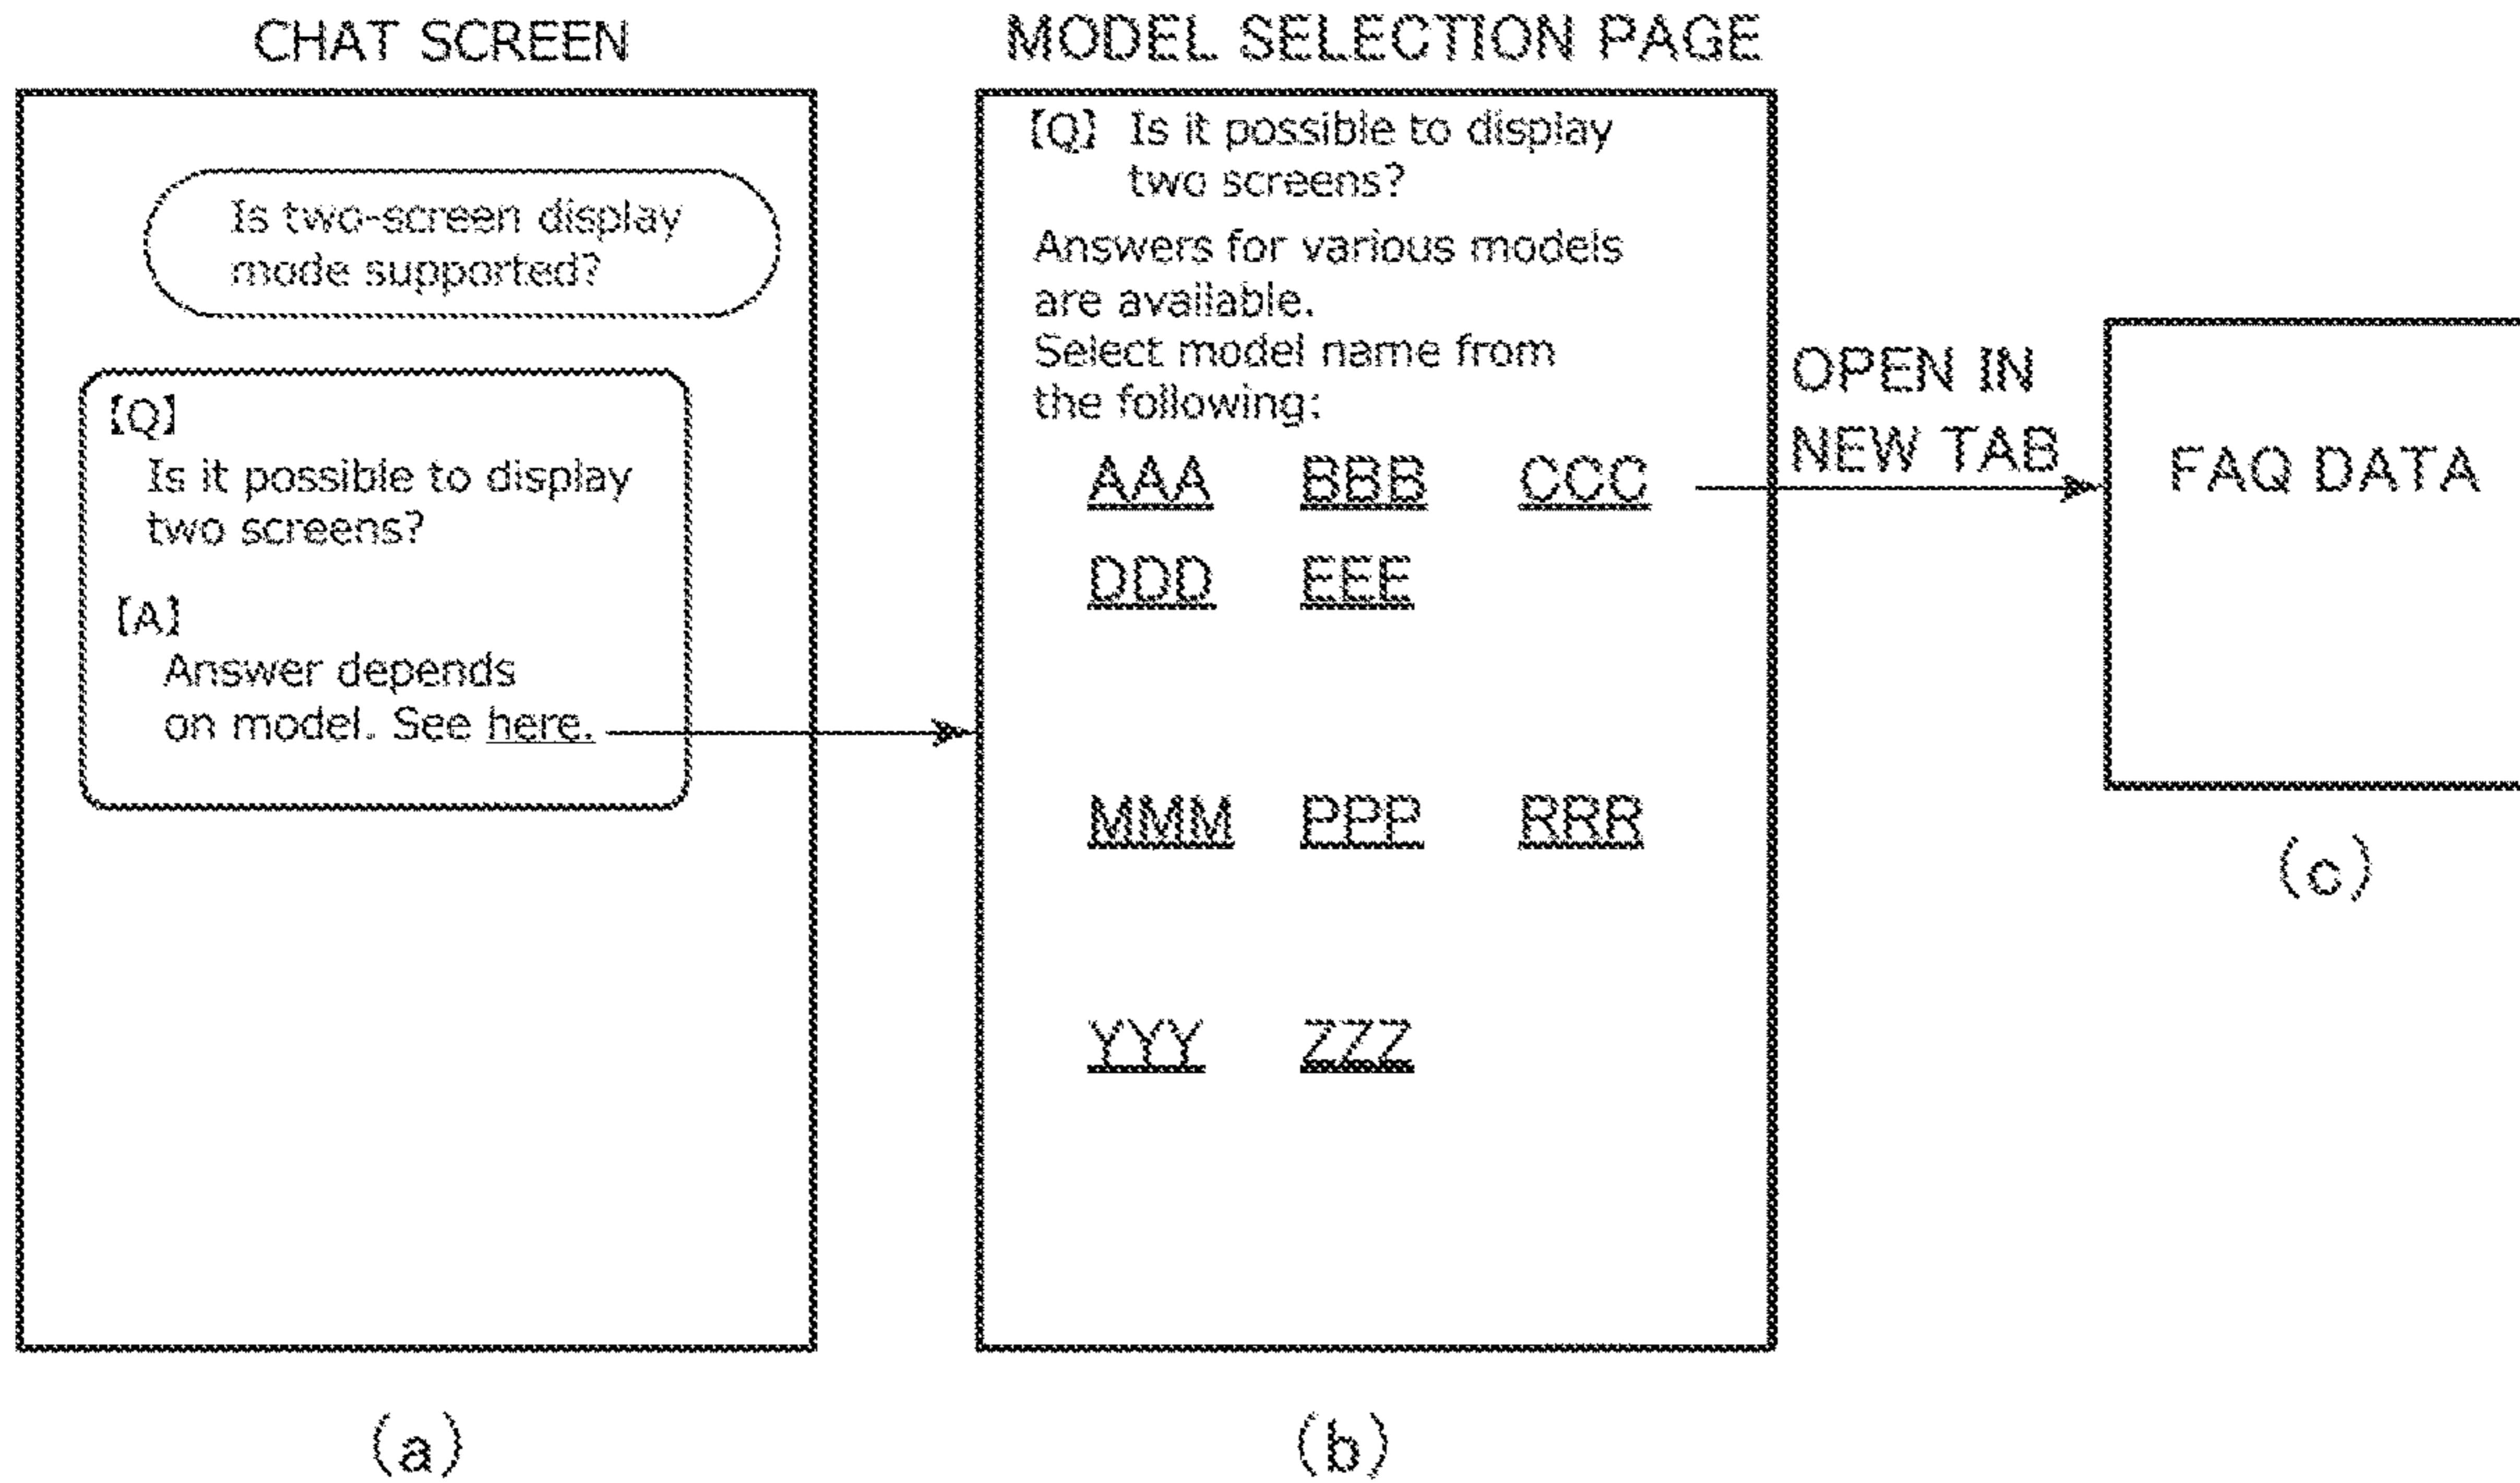 CHAT SCREEN
Is two-screen display
mode supported?
【Q】
Is it possible to display
two screens?
【A】
Answer depends
on model. See here.
(a)
MODEL SELECTION PAGE
【Q】 Is it possible to display
two screens?
Answers for various models
are available.
Select model name from
the following:
AAA BBB CCC
DDD EEE
MMM PPP RRR
YYY ZZZ
(b)
OPEN IN
NEW TAB
FAQ DATA
(c)